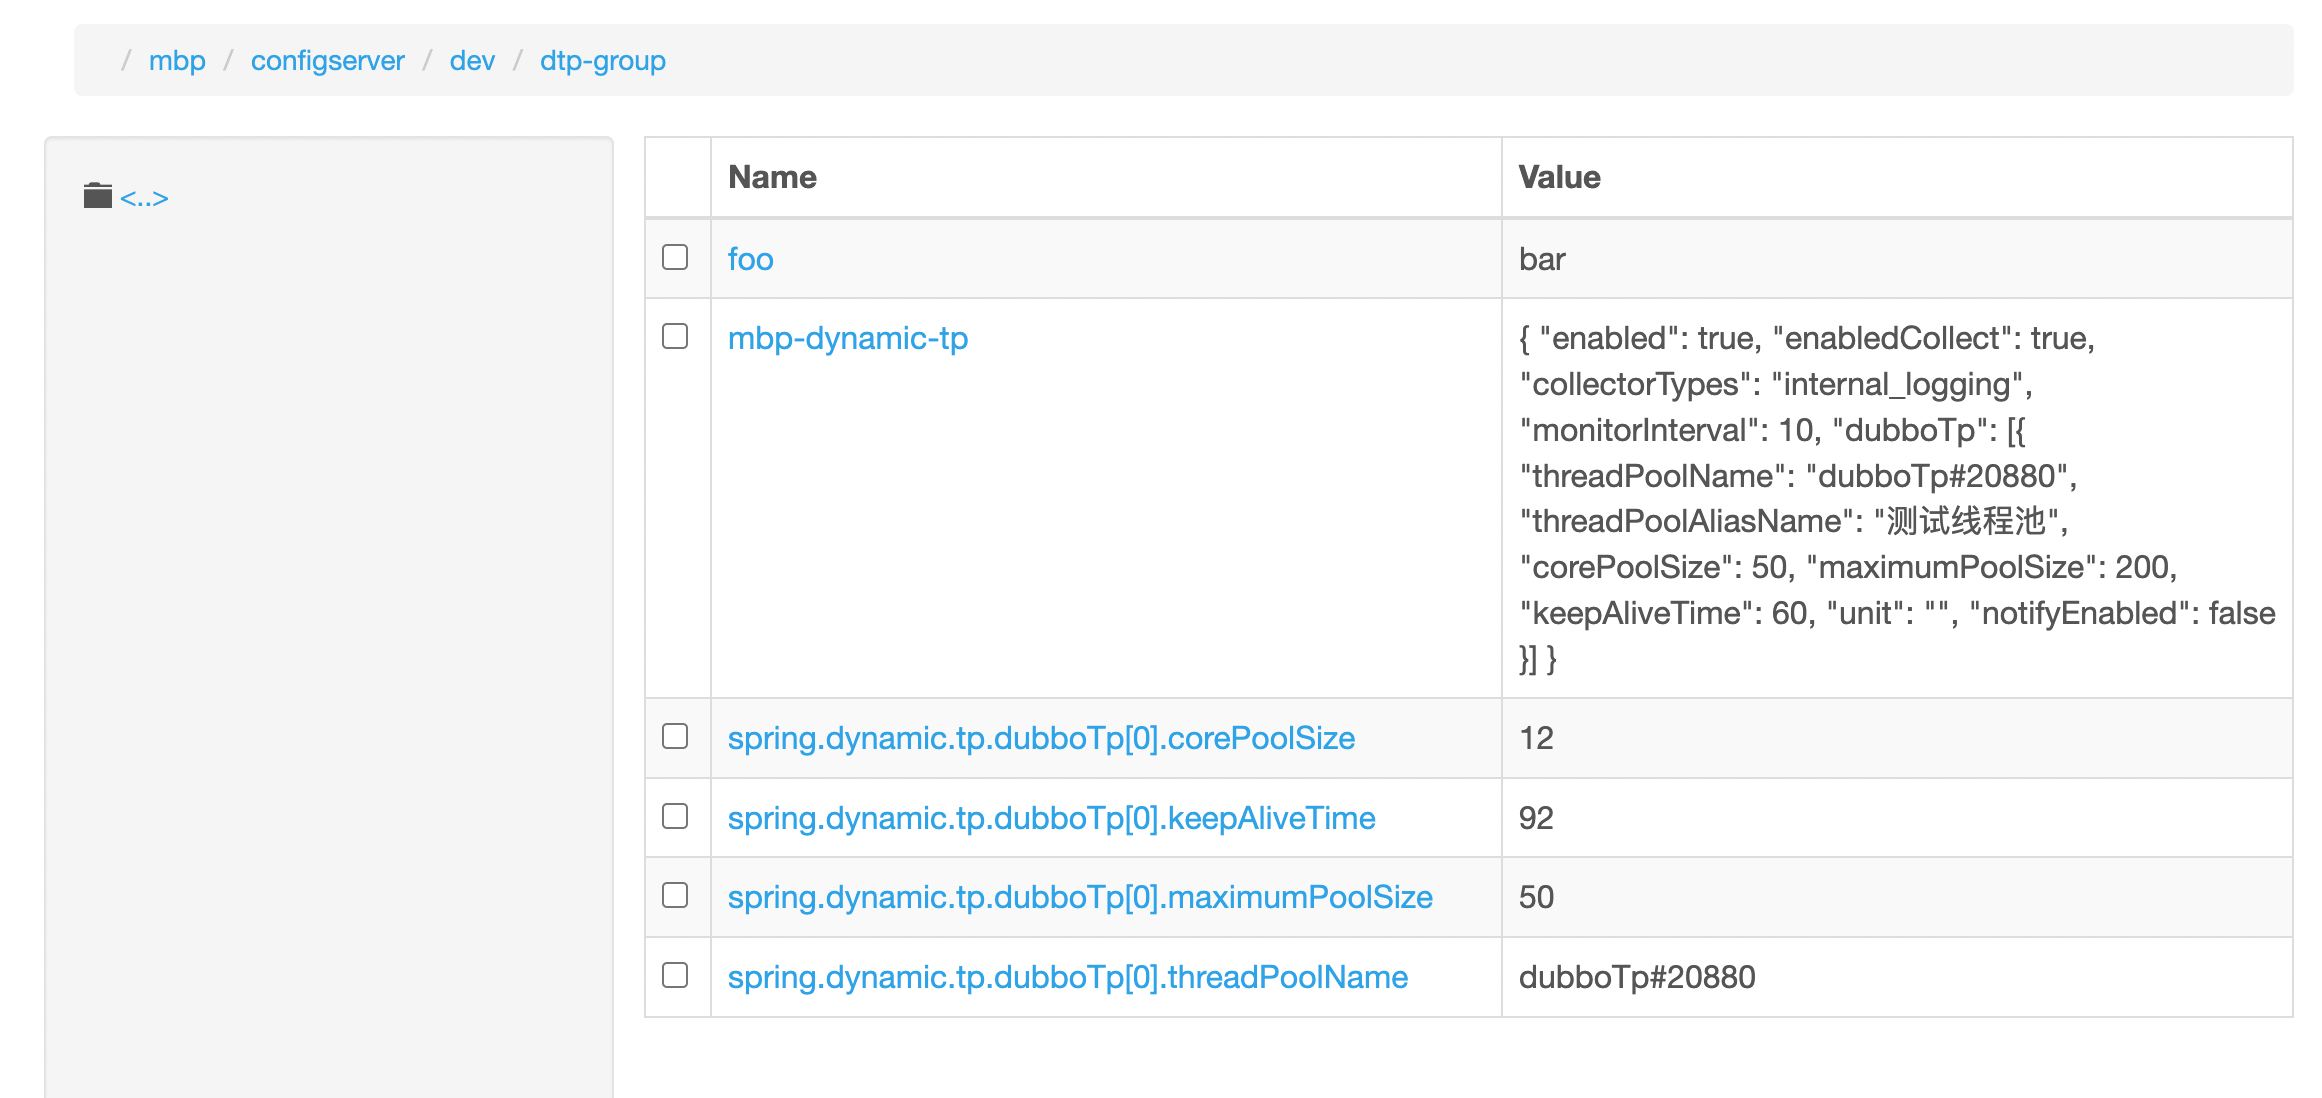 / mbp / configserver / dev / dtp-group
<..>
Name Value
foo bar
mbp-dynamic-tp { "enabled": true, "enabledCollect": true,
"collectorTypes": "internal_logging",
"monitorInterval": 10, "dubboTp": [{
"threadPoolName": "dubboTp#20880",
"threadPoolAliasName": "测试线程池",
"corePoolSize": 50, "maximumPoolSize": 200,
"keepAliveTime": 60, "unit": "", "notifyEnabled": false
}] }
spring.dynamic.tp.dubboTp[0].corePoolSize 12
spring.dynamic.tp.dubboTp[0].keepAliveTime 92
spring.dynamic.tp.dubboTp[0].maximumPoolSize 50
spring.dynamic.tp.dubboTp[0].threadPoolName dubboTp#20880